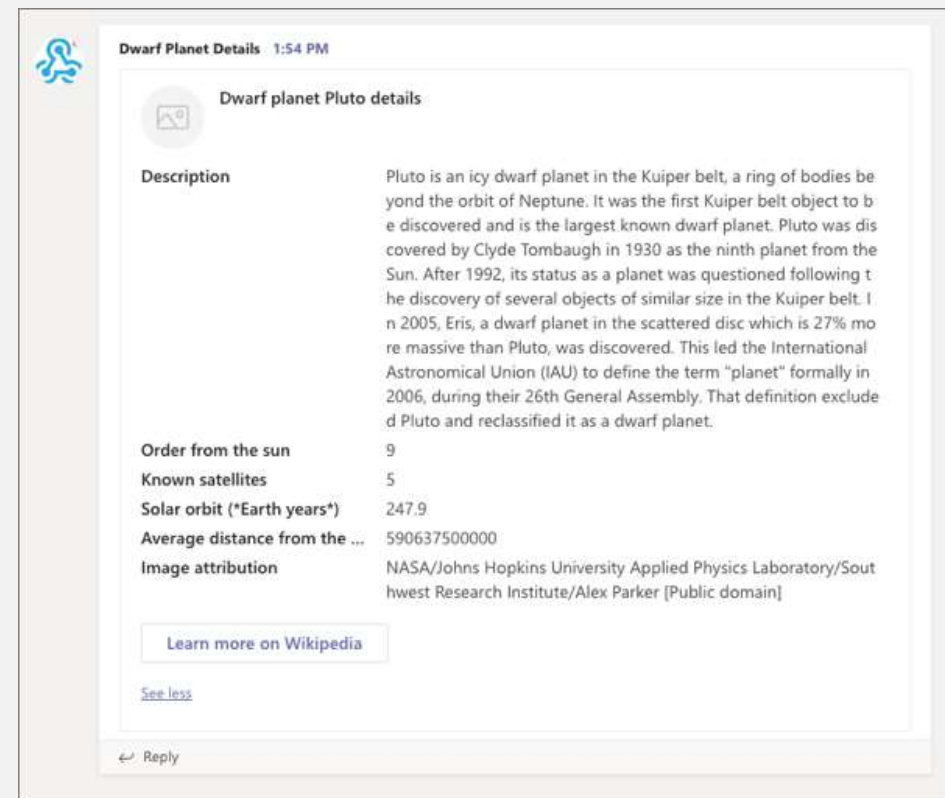 Dwarf Planet Details 1:54 PM
Dwarf planet Pluto details
Description
Pluto is an icy dwarf planet in the Kuiper belt, a ring of bodies be
yond the orbit of Neptune. It was the first Kuiper belt object to b
e discovered and is the largest known dwarf planet. Pluto was dis
covered by Clyde Tombaugh in 1930 as the ninth planet from the
Sun. After 1992, its status as a planet was questioned following t
he discovery of several objects of similar size in the Kuiper belt. I
n 2005, Eris, a dwarf planet in the scattered disc which is 27% mo
re massive than Pluto, was discovered. This led the International
Astronomical Union (IAU) to define the term "planet" formally in
2006, during their 26th General Assembly. That definition exclude
d Pluto and reclassified it as a dwarf planet.
Order from the sun 9
Known satellites 5
Solar orbit (*Earth years*) 247.9
Average distance from the ... 590637500000
Image attribution NASA/Johns Hopkins University Applied Physics Laboratory/Sout
hwest Research Institute/Alex Parker [Public domain]
Learn more on Wikipedia
See less
Reply